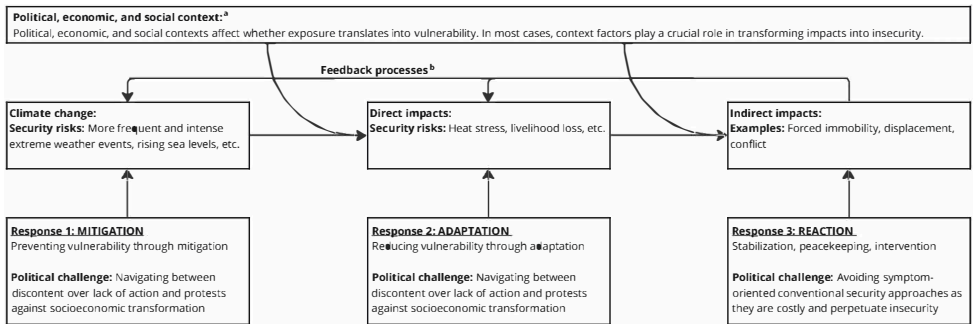 Political, economic, and social context:a
Political, economic, and social contexts affect whether exposure translates into vulnerability. In most cases, context factors play a crucial role in transforming impacts into insecurity.
Feedback processes b
Climate change:
Security risks: More frequent and intense
extreme weather events, rising sea levels, etc.
Direct impacts:
Security risks: Heat stress, livelihood loss, etc.
Indirect impacts:
Examples: Forced immobility, displacement,
conflict
Response 1: MITIGATION
Preventing vulnerability through mitigation
Political challenge: Navigating between
discontent over lack of action and protests
against socioeconomic transformation
Response 2: ADAPTATION
Reducing vulnerability through adaptation
Political challenge: Navigating between
discontent over lack of action and protests
against socioeconomic transformation
Response 3: REACTION
Stabilization, peacekeeping, intervention
Political challenge: Avoiding symptom-
oriented conventional security approaches as
they are costly and perpetuate insecurity